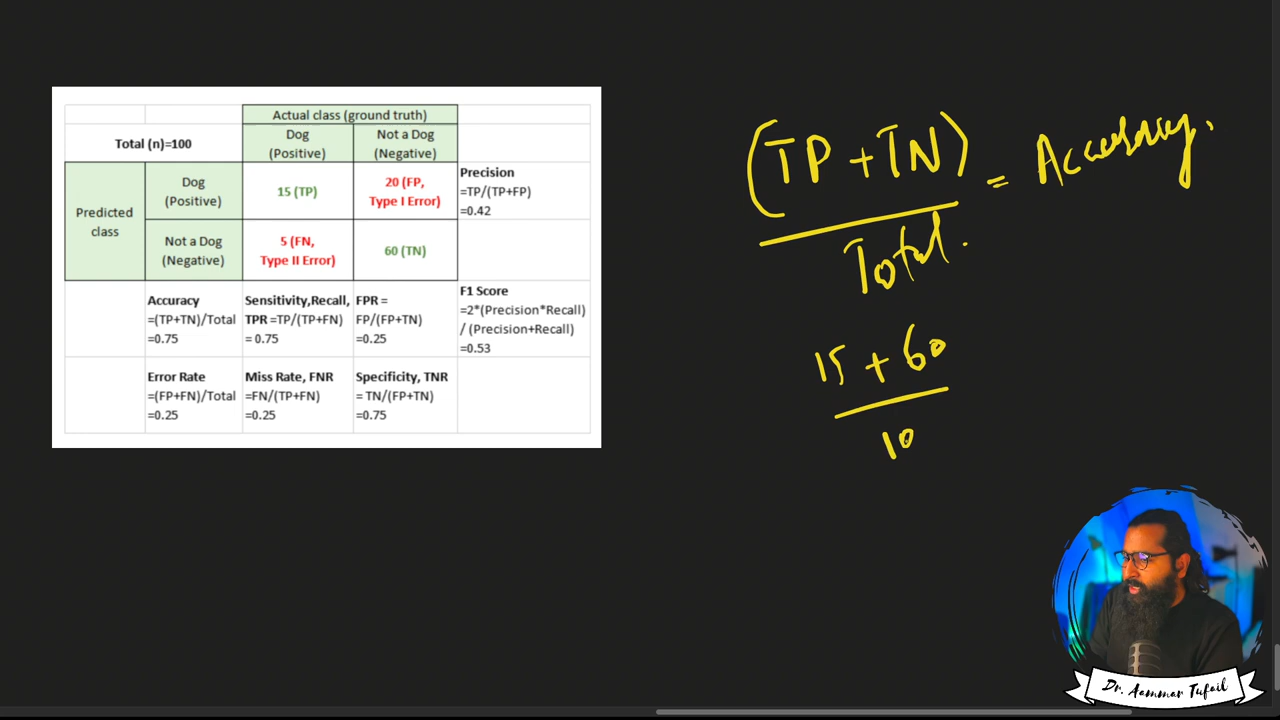 Actual class (ground truth)
Total (n)=100
Dog
(Positive)
Not a Dog
(Negative)
Predicted
class
Dog
(Positive)
15 (TP)
20 (FP,
Type I Error)
Precision
=TP/(TP+FP)
=0.42
Not a Dog
(Negative)
5 (FN,
Type II Error)
60 (TN)
Accuracy
=(TP+TN)/Total
=0.75
Sensitivity,Recall,
TPR =TP/(TP+FN)
= 0.75
FPR =
FP/(FP+TN)
=0.25
F1 Score
=2*(Precision*Recall)
/ (Precision+Recall)
=0.53
Error Rate
=(FP+FN)/Total
=0.25
Miss Rate, FNR
=FN/(TP+FN)
=0.25
Specificity, TNR
= TN/(FP+TN)
=0.75
(TP+TN) = Accuracy.
Total.
15 + 60
10
Dr. Aammar Tufail